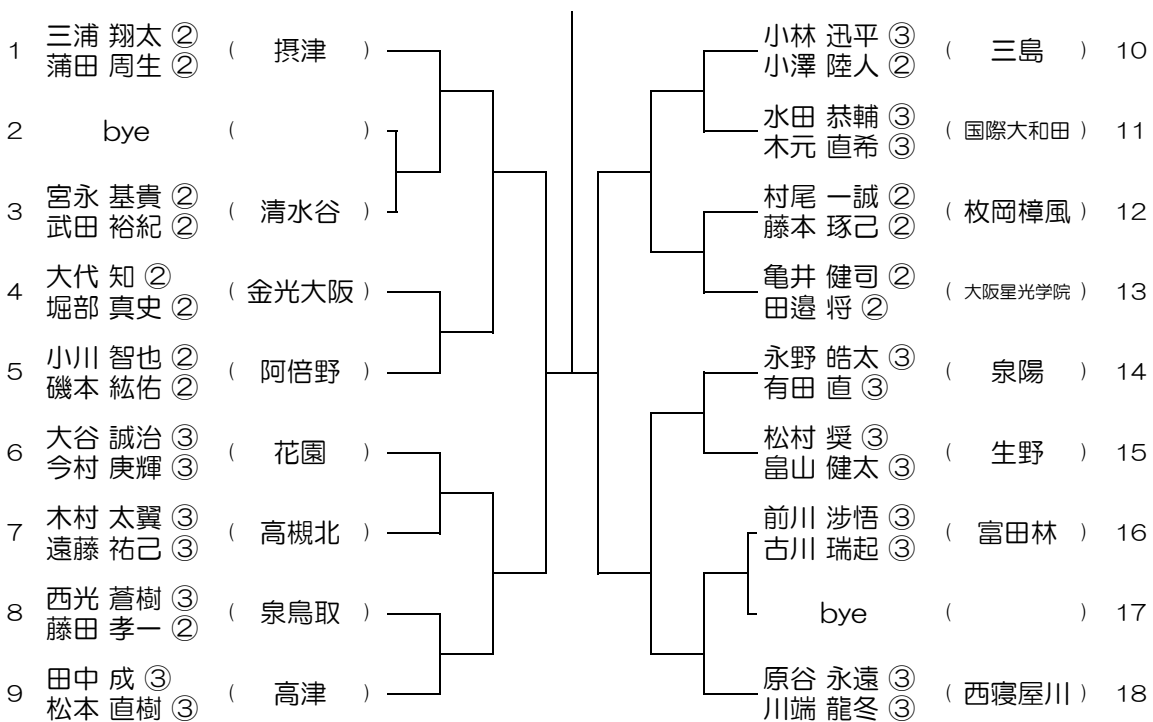 1 三浦 翔太 ② ( 摂津 )
蒲田 周生 ②
2 bye ( )
3 宮永 基貴 ② ( 清水谷 )
武田 裕紀 ②
4 大代 知 ② ( 金光大阪 )
堀部 真史 ②
5 小川 智也 ② ( 阿倍野 )
磯本 紘佑 ②
6 大谷 誠治 ③ ( 花園 )
今村 庚輝 ③
7 木村 太翼 ③ ( 高槻北 )
遠藤 祐己 ③
8 西光 蒼樹 ③ ( 泉鳥取 )
藤田 孝一 ②
9 田中 成 ③ ( 高津 )
松本 直樹 ③
小林 迅平 ③ ( 三島 ) 10
小澤 陸人 ②
水田 恭輔 ③ ( 国際大和田 ) 11
木元 直希 ③
村尾 一誠 ② ( 枚岡樟風 ) 12
藤本 琢己 ②
亀井 健司 ② ( 大阪星光学院 ) 13
田邉 将 ②
永野 皓太 ③ ( 泉陽 ) 14
有田 直 ③
松村 奨 ③ ( 生野 ) 15
畠山 健太 ③
前川 渉悟 ③ ( 富田林 ) 16
古川 瑞起 ③
bye ( ) 17
原谷 永遠 ③ ( 西寝屋川 ) 18
川端 龍冬 ③